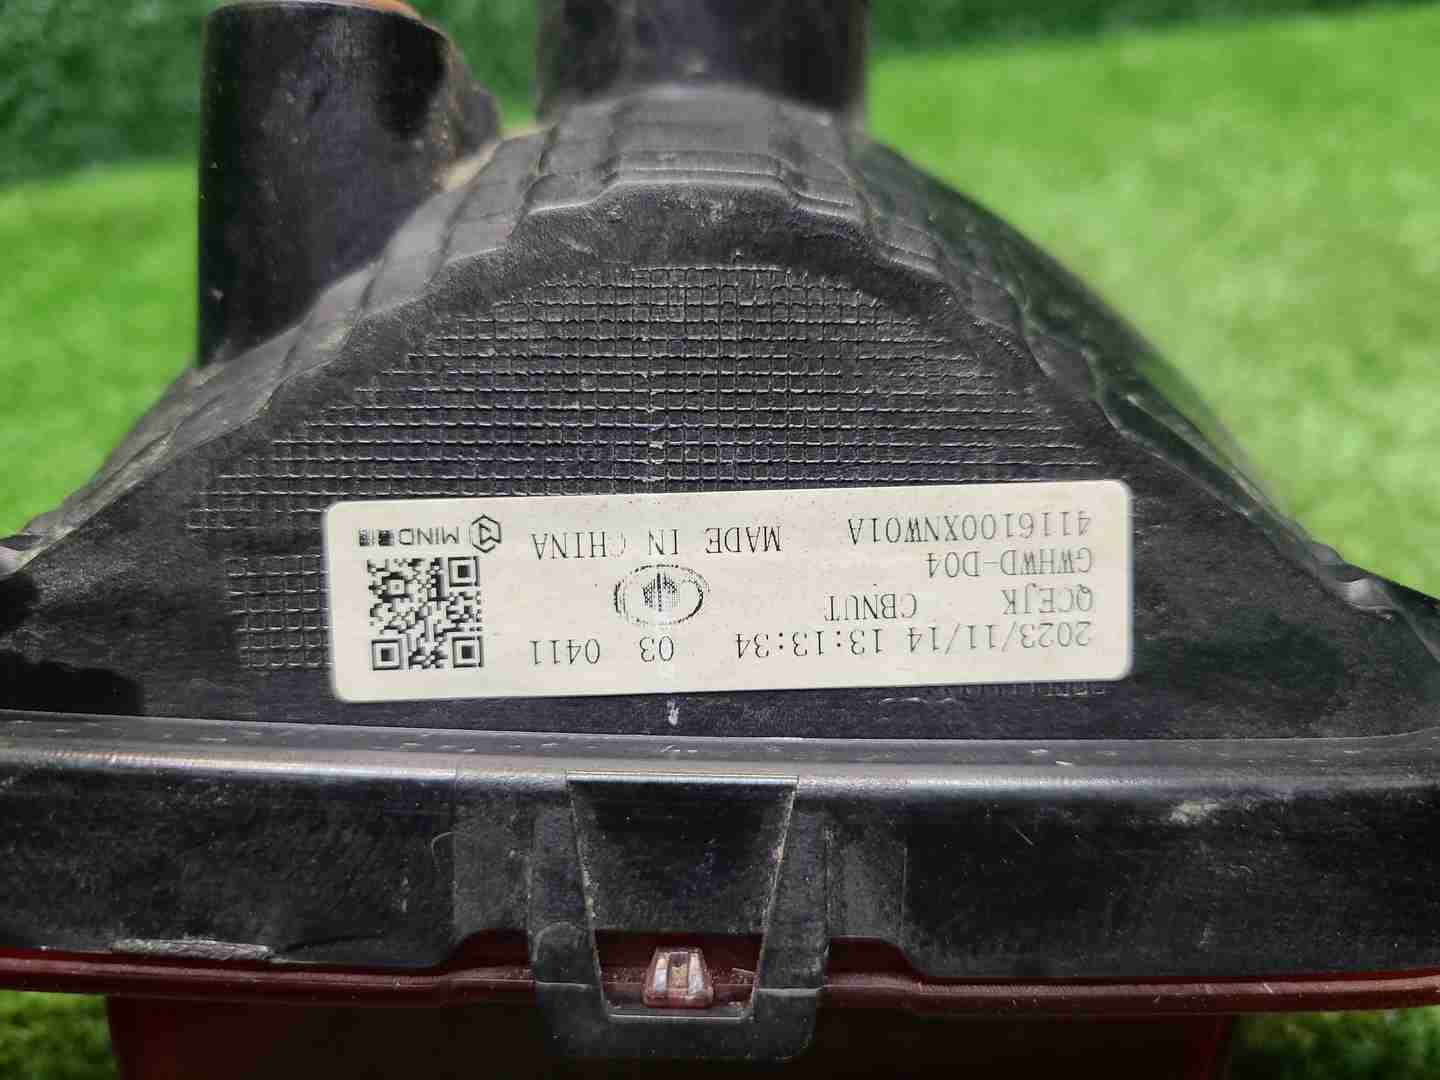 2023/11/14 13:13:34 03 0411
QCEJK CBNUT
GWHWD-D04
4116100XNW01A MADE IN CHINA
MIND